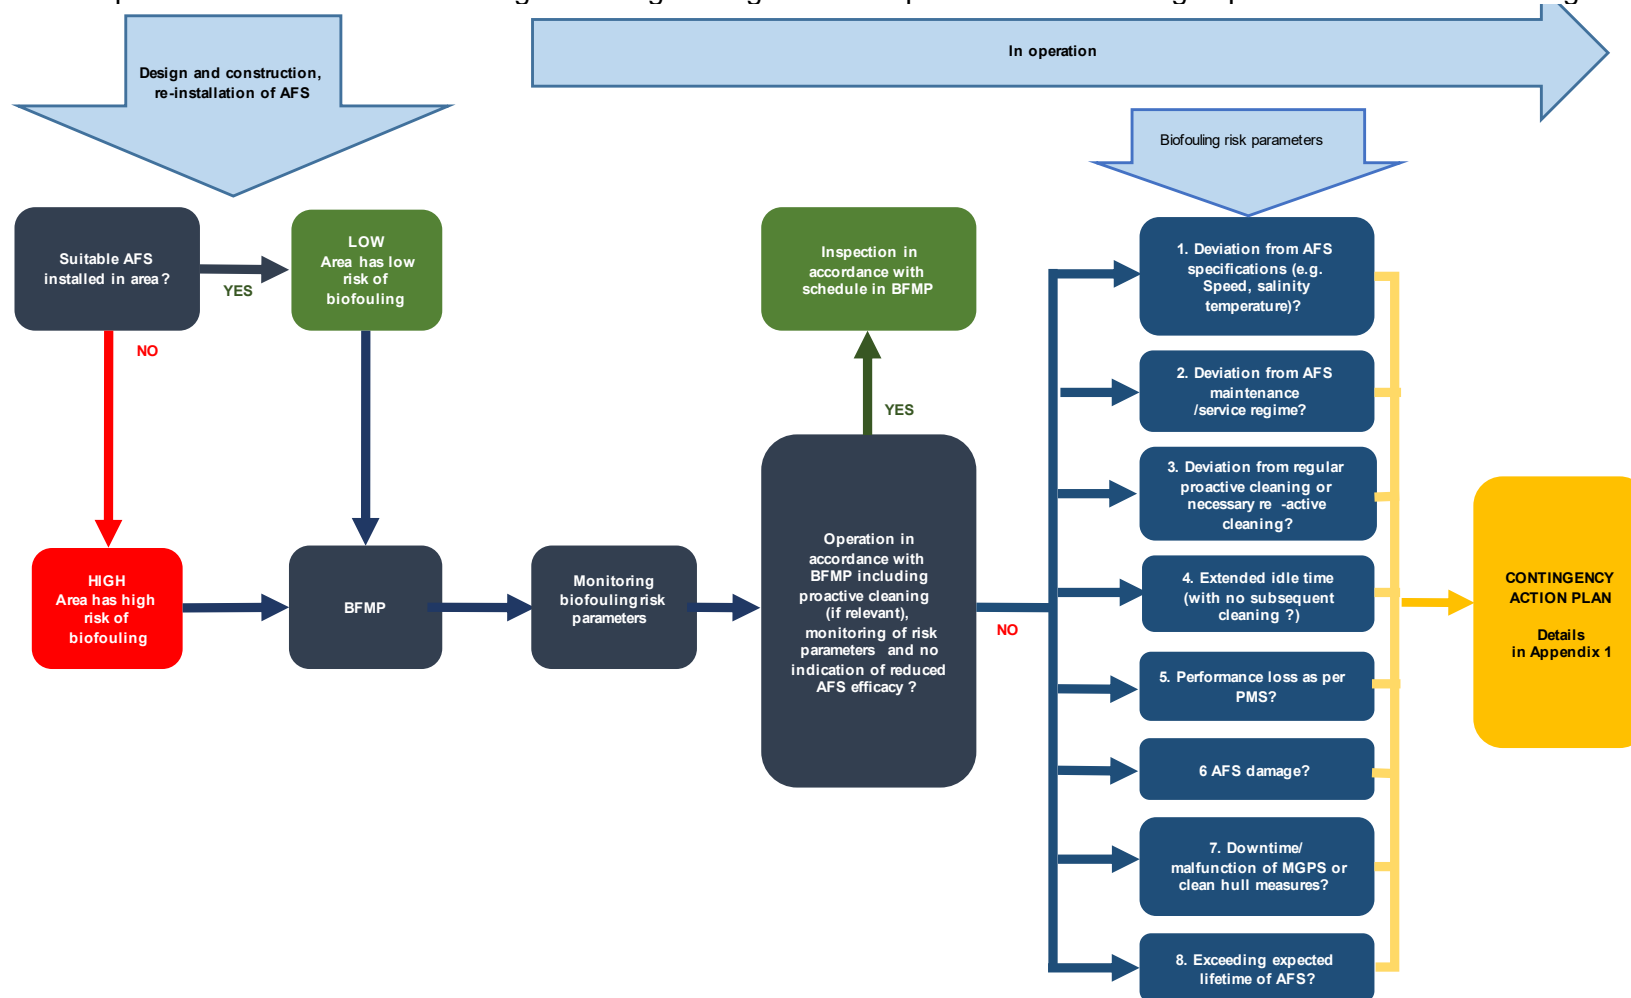 In operation
Design and construction,
re-installation of AFS
Biofouling risk parameters
Suitable AFS
installed in area ?
YES
NO
LOW
Area has low
risk of
biofouling
HIGH
Area has high
risk of
biofouling
BFMP
Monitoring
biofoulingrisk
parameters
Inspection in
accordance with
schedule in BFMP
YES
Operation in
accordance with
BFMP including
proactive cleaning
(if relevant),
monitoring of risk
parameters and no
indication of reduced
AFS efficacy ?
NO
1. Deviation from AFS
specifications (e.g.
Speed, salinity
temperature)?
2. Deviation from AFS
maintenance
/service regime?
3. Deviation from regular
proactive cleaning or
necessary re -active
cleaning?
4. Extended idle time
(with no subsequent
cleaning ?)
5. Performance loss as per
PMS?
6 AFS damage?
7. Downtime/
malfunction of MGPS or
clean hull measures?
8. Exceeding expected
lifetime of AFS?
CONTINGENCY
ACTION PLAN
Details
in Appendix 1